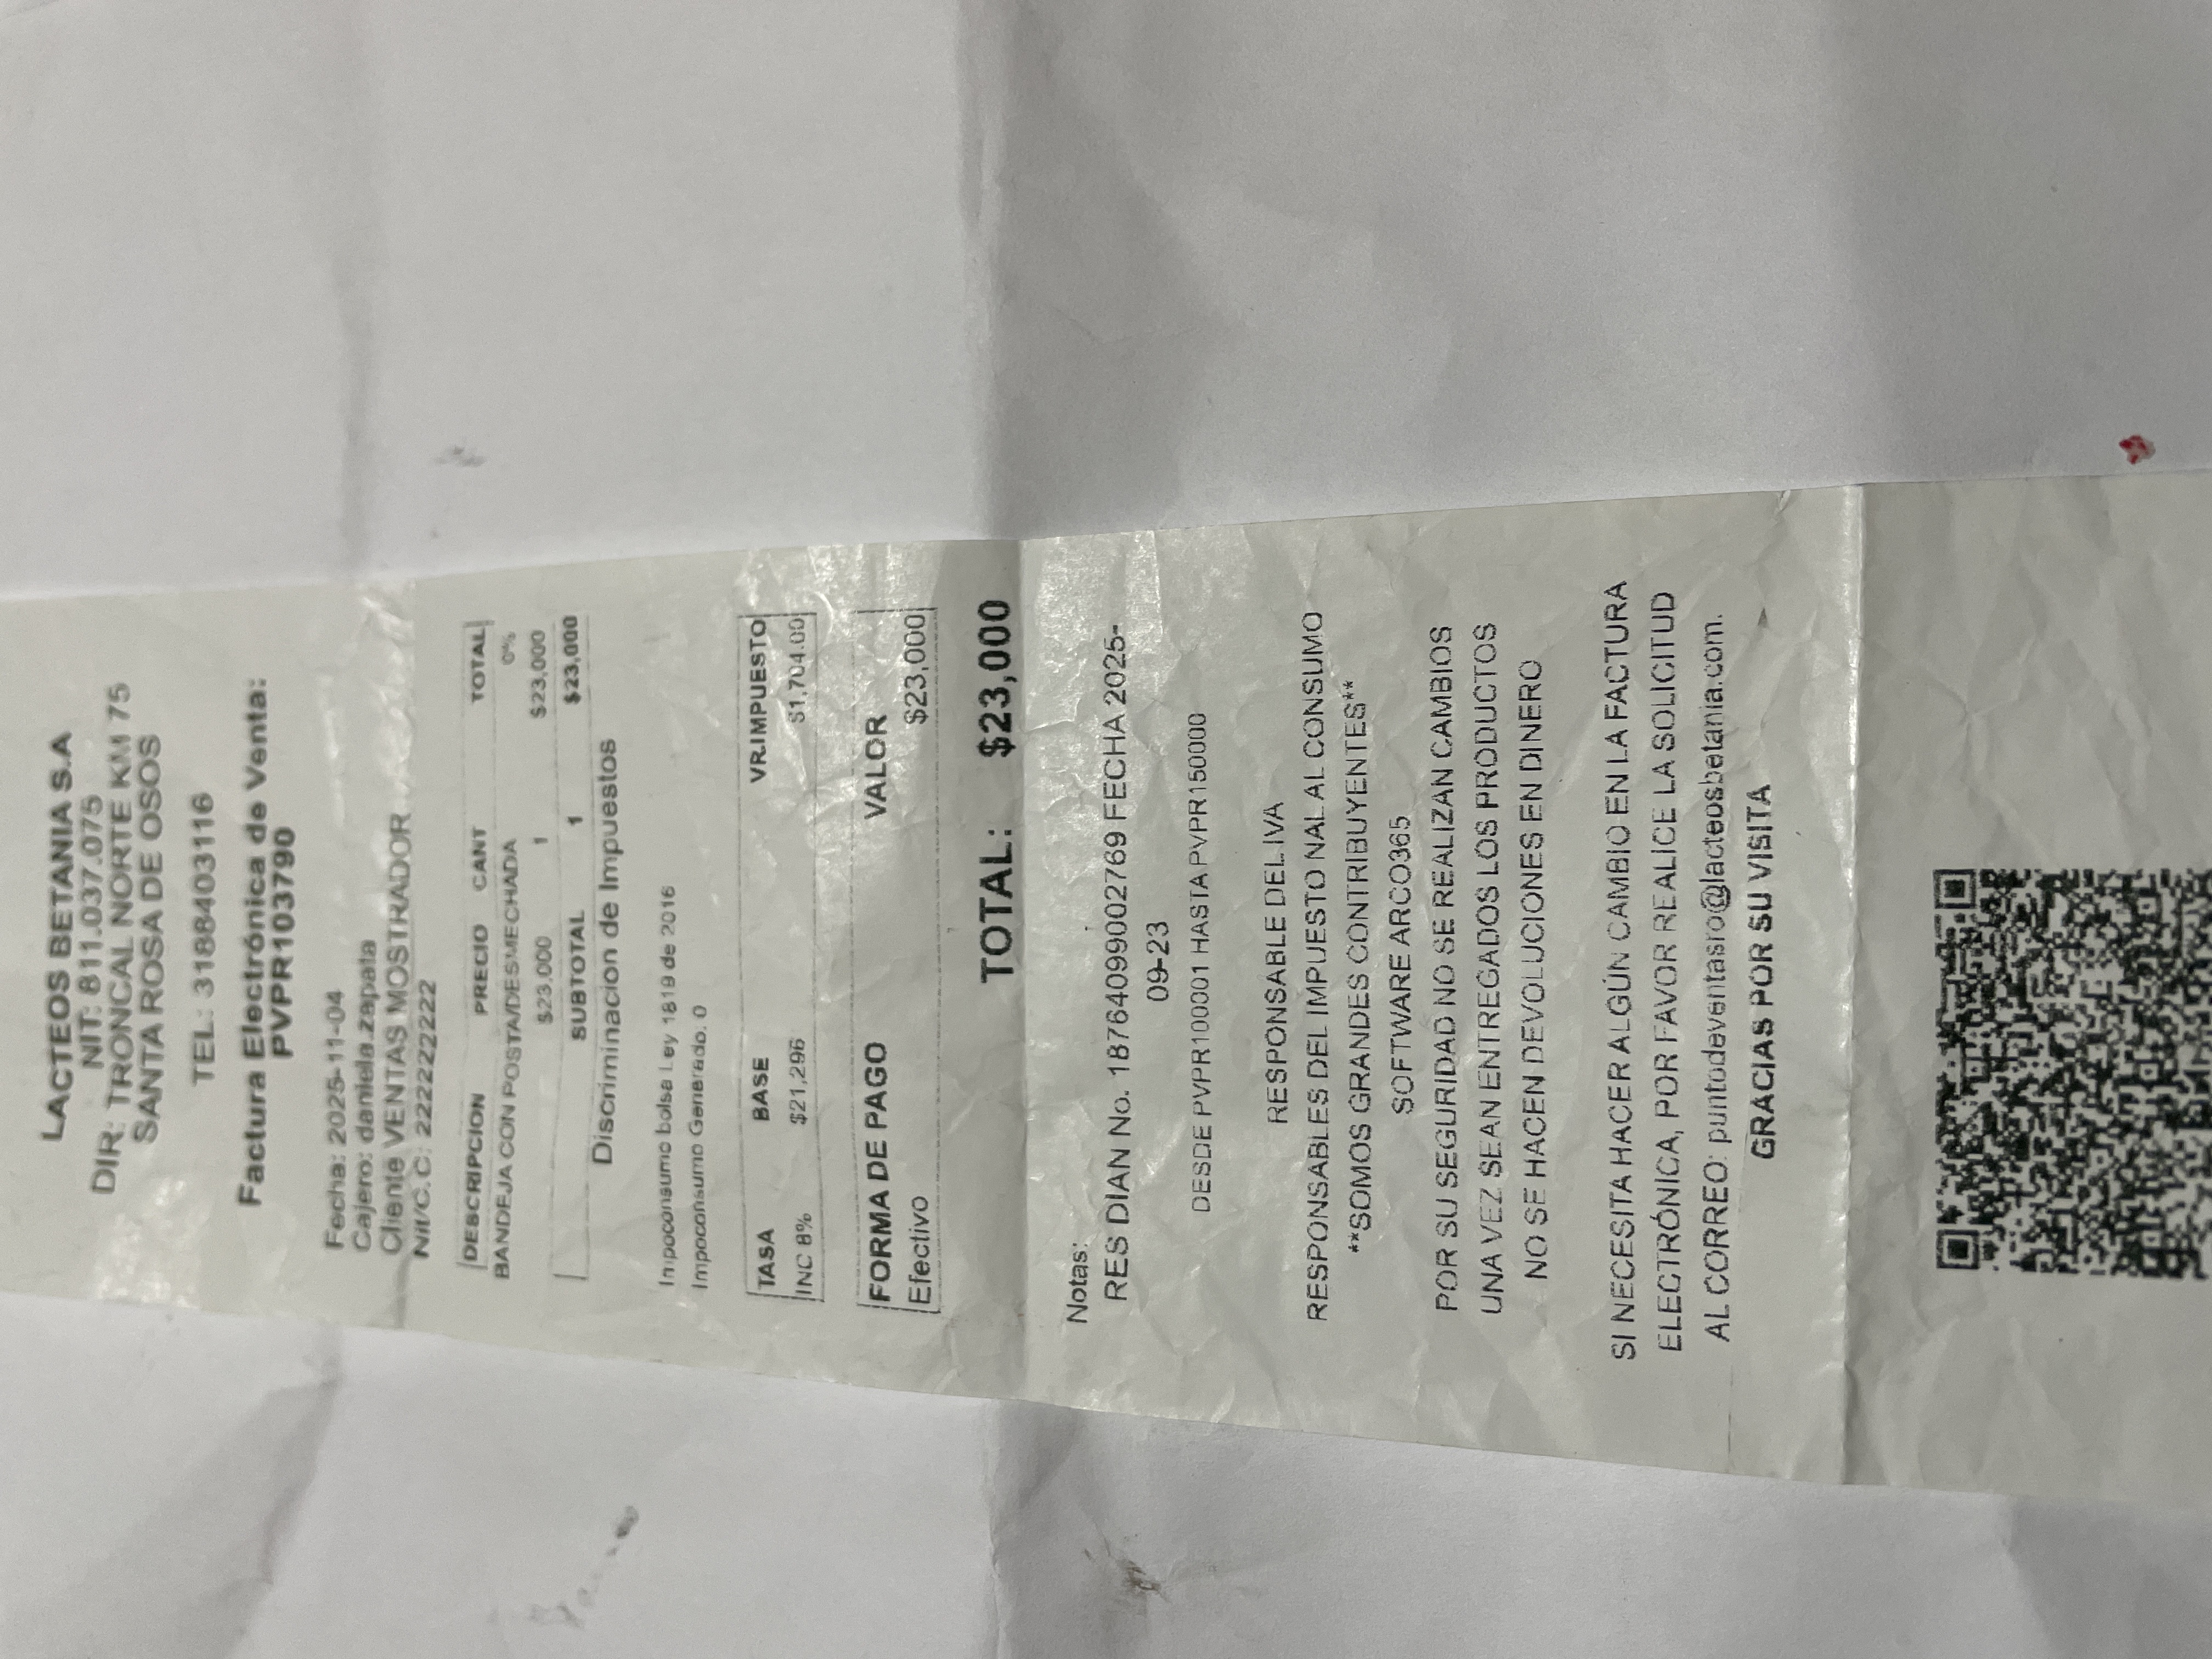 LACTEOS BETANIA S.A
NIT: 811.037.075
DIR: TRONCAL NORTE KM 75
SANTA ROSA DE OSOS
TEL: 3188403116
Factura Electrónica de Venta:
PVPR103790
Fecha: 2025-11-04
Cajero: daniela.zapata
Cliente VENTAS MOSTRADOR
Nit/C.C: 222222222222
DESCRIPCION PRECIO CANT TOTAL
BANDEJA CON POSTA/DESMECHADA 0%
$23,000 1 $23,000
SUBTOTAL 1 $23,000
Discriminacion de Impuestos
Impoconsumo bolsa Ley 1819 de 2016
Impoconsumo Generado. 0
TASA BASE VR.IMPUESTO
INC 8% $21,296 $1,704.00
FORMA DE PAGO VALOR
Efectivo $23,000
TOTAL: $23,000
Notas:
RES DIAN No. 18764099002769 FECHA 2025-
09-23
DESDE PVPR100001 HASTA PVPR150000
RESPONSABLE DEL IVA
RESPONSABLES DEL IMPUESTO NAL AL CONSUMO
**SOMOS GRANDES CONTRIBUYENTES**
SOFTWARE ARCO365
POR SU SEGURIDAD NO SE REALIZAN CAMBIOS
UNA VEZ SEAN ENTREGADOS LOS PRODUCTOS
NO SE HACEN DEVOLUCIONES EN DINERO
SI NECESITA HACER ALGÚN CAMBIO EN LA FACTURA
ELECTRÓNICA, POR FAVOR REALICE LA SOLICITUD
AL CORREO: puntodeventasro@lacteosbetania.com.
GRACIAS POR SU VISITA